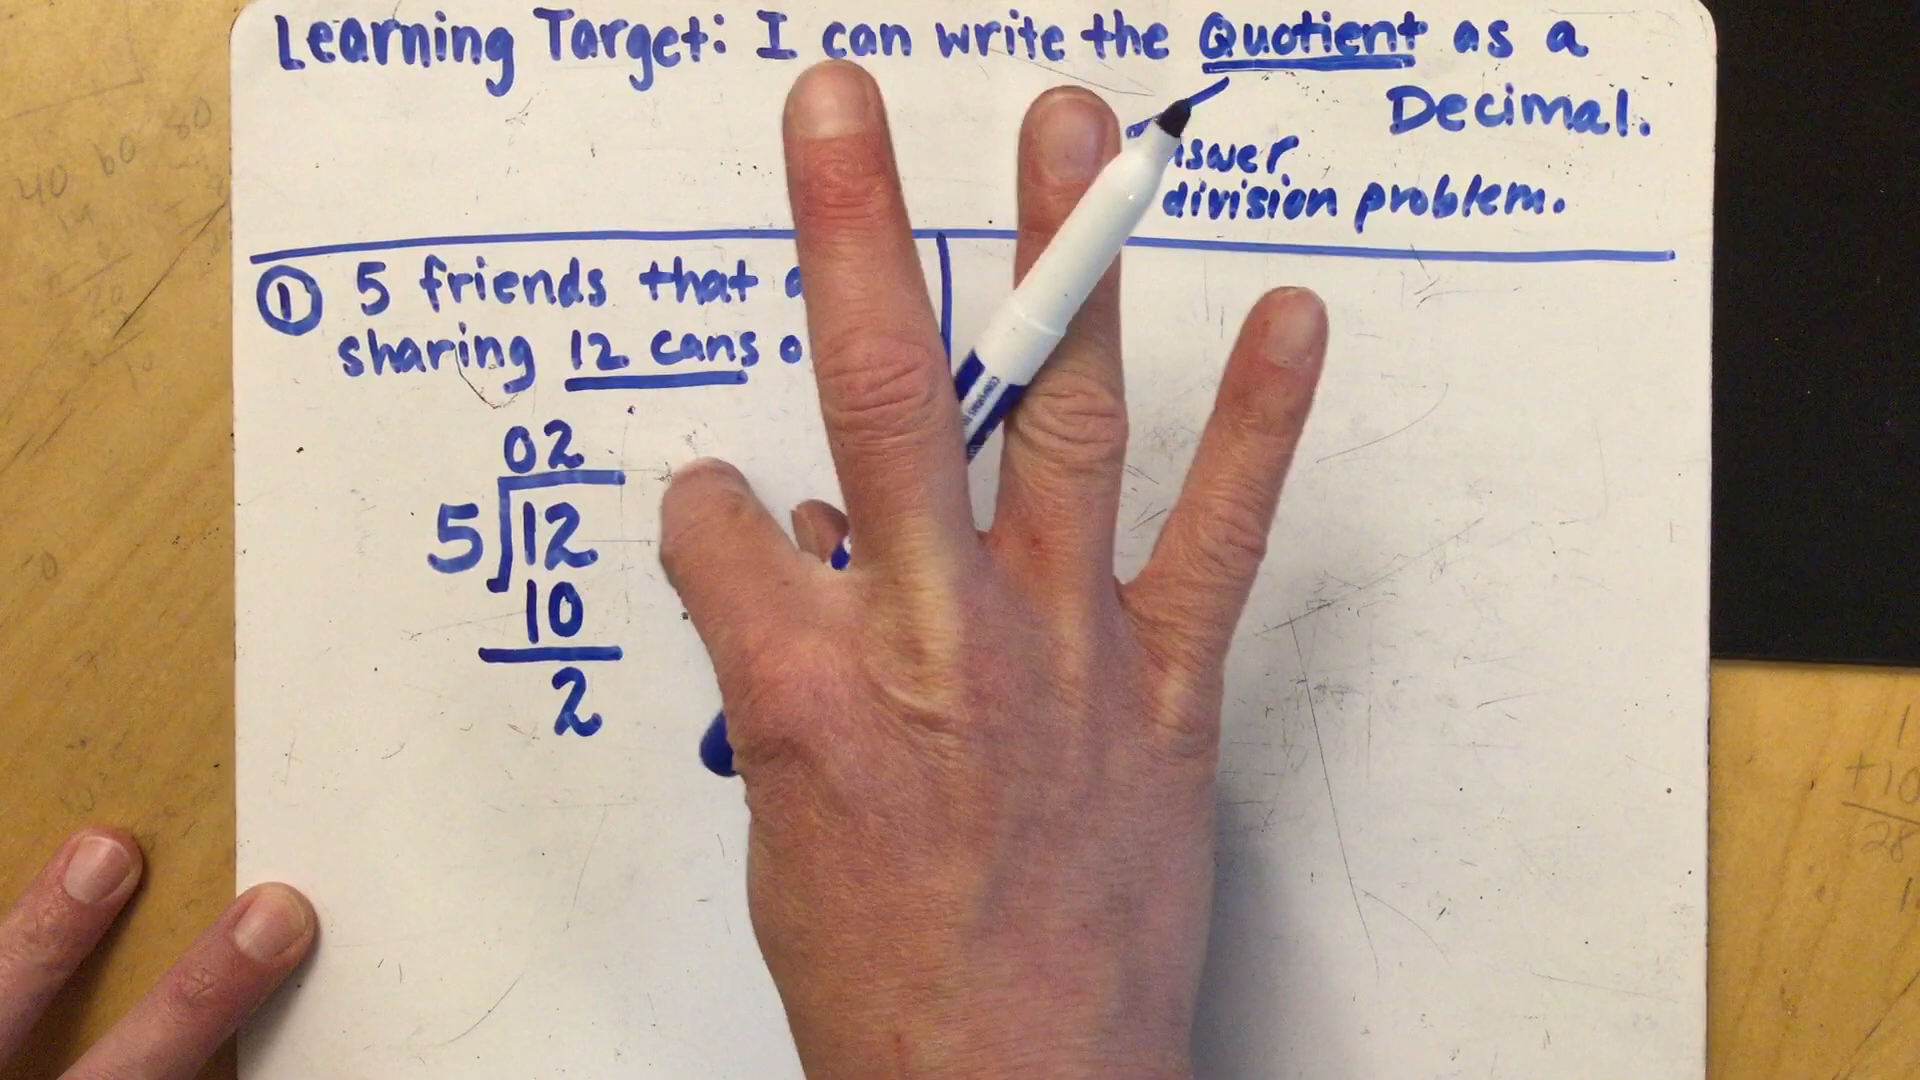 Learning Target: I can write the Quotient as a
Decimal.
division problem.
① 5 friends that
sharing 12 cans
02
5 12
10
2